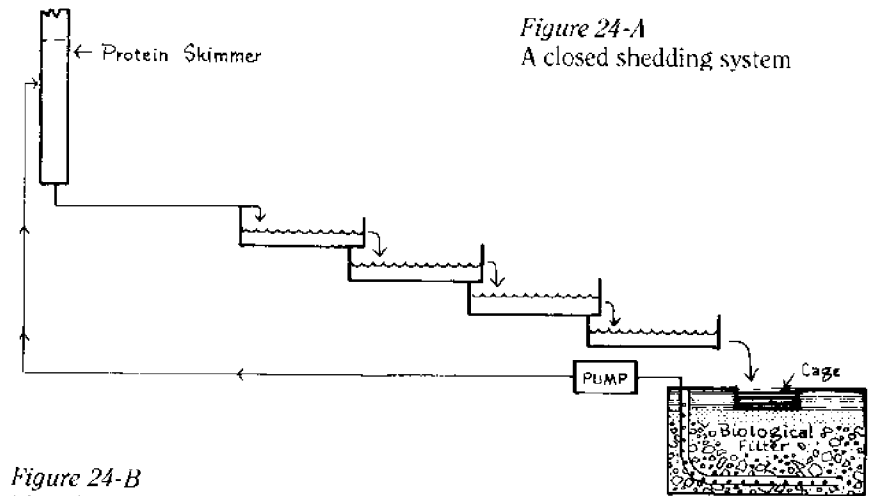 Figure 24-A
A closed shedding system
← Protein Skimmer
PUMP
Cage
Biological
Filter
Figure 24-B